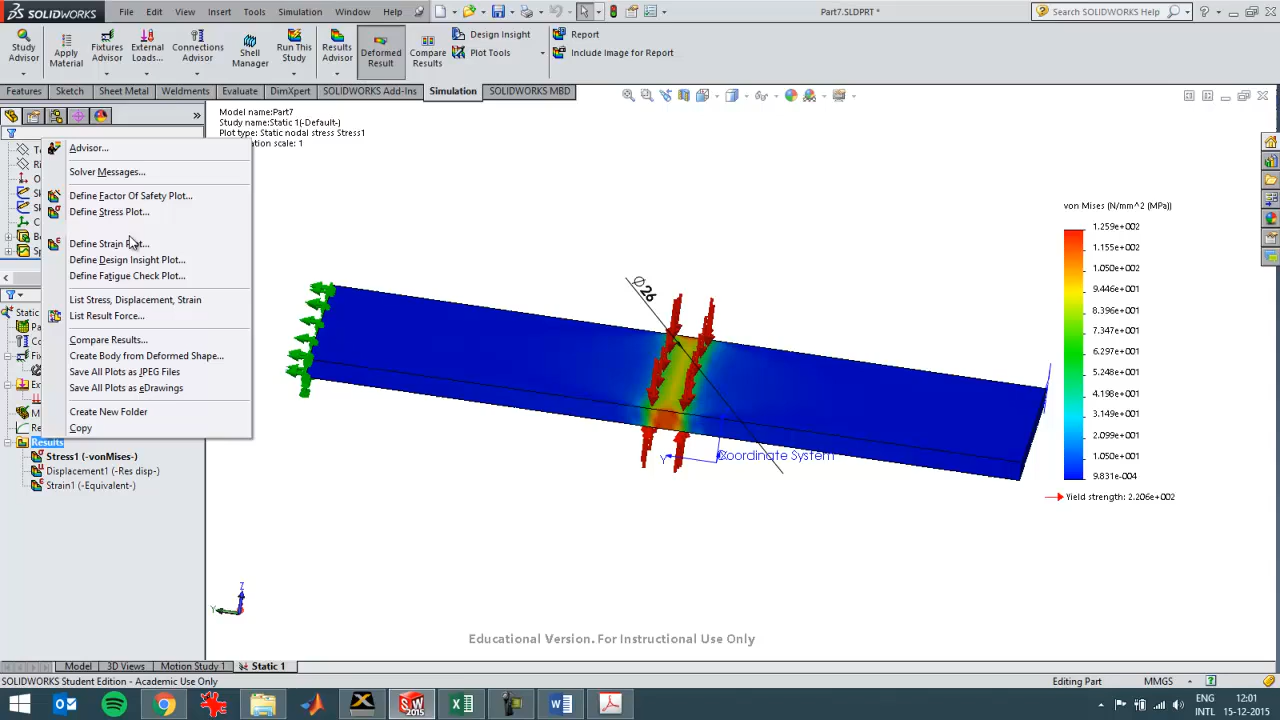 SOLIDWORKS File Edit View Insert Tools Simulation Window Help Part7.SLDPRT * Search SOLIDWORKS Help
Study Advisor
Apply Material
Fixtures Advisor
External Loads...
Connections Advisor
Shell Manager
Run This Study
Results Advisor
Deformed Result
Compare Results
Design Insight
Plot Tools
Report
Include Image for Report
Features Sketch Sheet Metal Weldments Evaluate DimXpert SOLIDWORKS Add-Ins Simulation SOLIDWORKS MBD
Model name:Part7
Study name:Static 1(-Default-)
Plot type: Static nodal stress Stress1
ation scale: 1
Advisor...
Solver Messages...
Define Factor Of Safety Plot...
Define Stress Plot...
Define Strain Plot...
Define Design Insight Plot...
Define Fatigue Check Plot...
List Stress, Displacement, Strain
List Result Force...
Compare Results...
Create Body from Deformed Shape...
Save All Plots as JPEG Files
Save All Plots as eDrawings
Create New Folder
Copy
Static
Results
Stress1 (-vonMises-)
Displacement1 (-Res disp-)
Strain1 (-Equivalent-)
Ø26
Y
Coordinate System
von Mises (N/mm^2 (MPa))
1.259e+002
1.155e+002
1.050e+002
9.446e+001
8.396e+001
7.347e+001
6.297e+001
5.248e+001
4.198e+001
3.149e+001
2.099e+001
1.050e+001
9.831e-004
Yield strength: 2.206e+002
Z
Y
Educational Version. For Instructional Use Only
Model 3D Views Motion Study 1 Static 1
SOLIDWORKS Student Edition - Academic Use Only Editing Part MMGS
ENG 12:01
INTL 15-12-2015